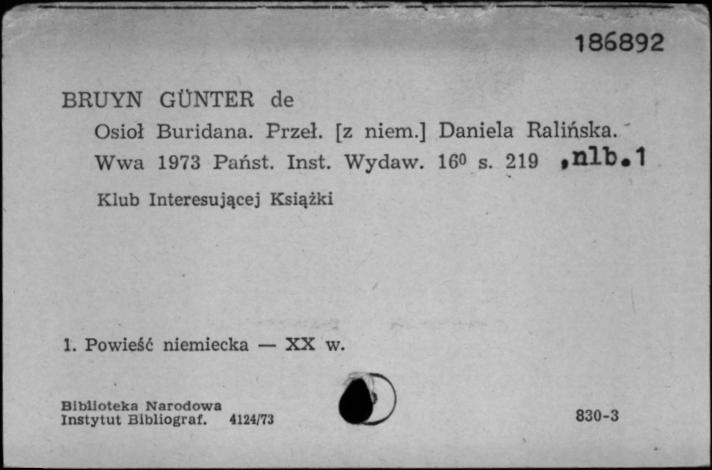 186892
BRUYN GÜNTER de
Osioł Buridana. Przeł. [z niem.] Daniela Ralińska.
Wwa 1973 Państ. Inst. Wydaw. 16⁰ s. 219 ,nlb.1
Klub Interesującej Książki
1. Powieść niemiecka — XX w.
Biblioteka Narodowa
Instytut Bibliograf. 4124/73
830-3